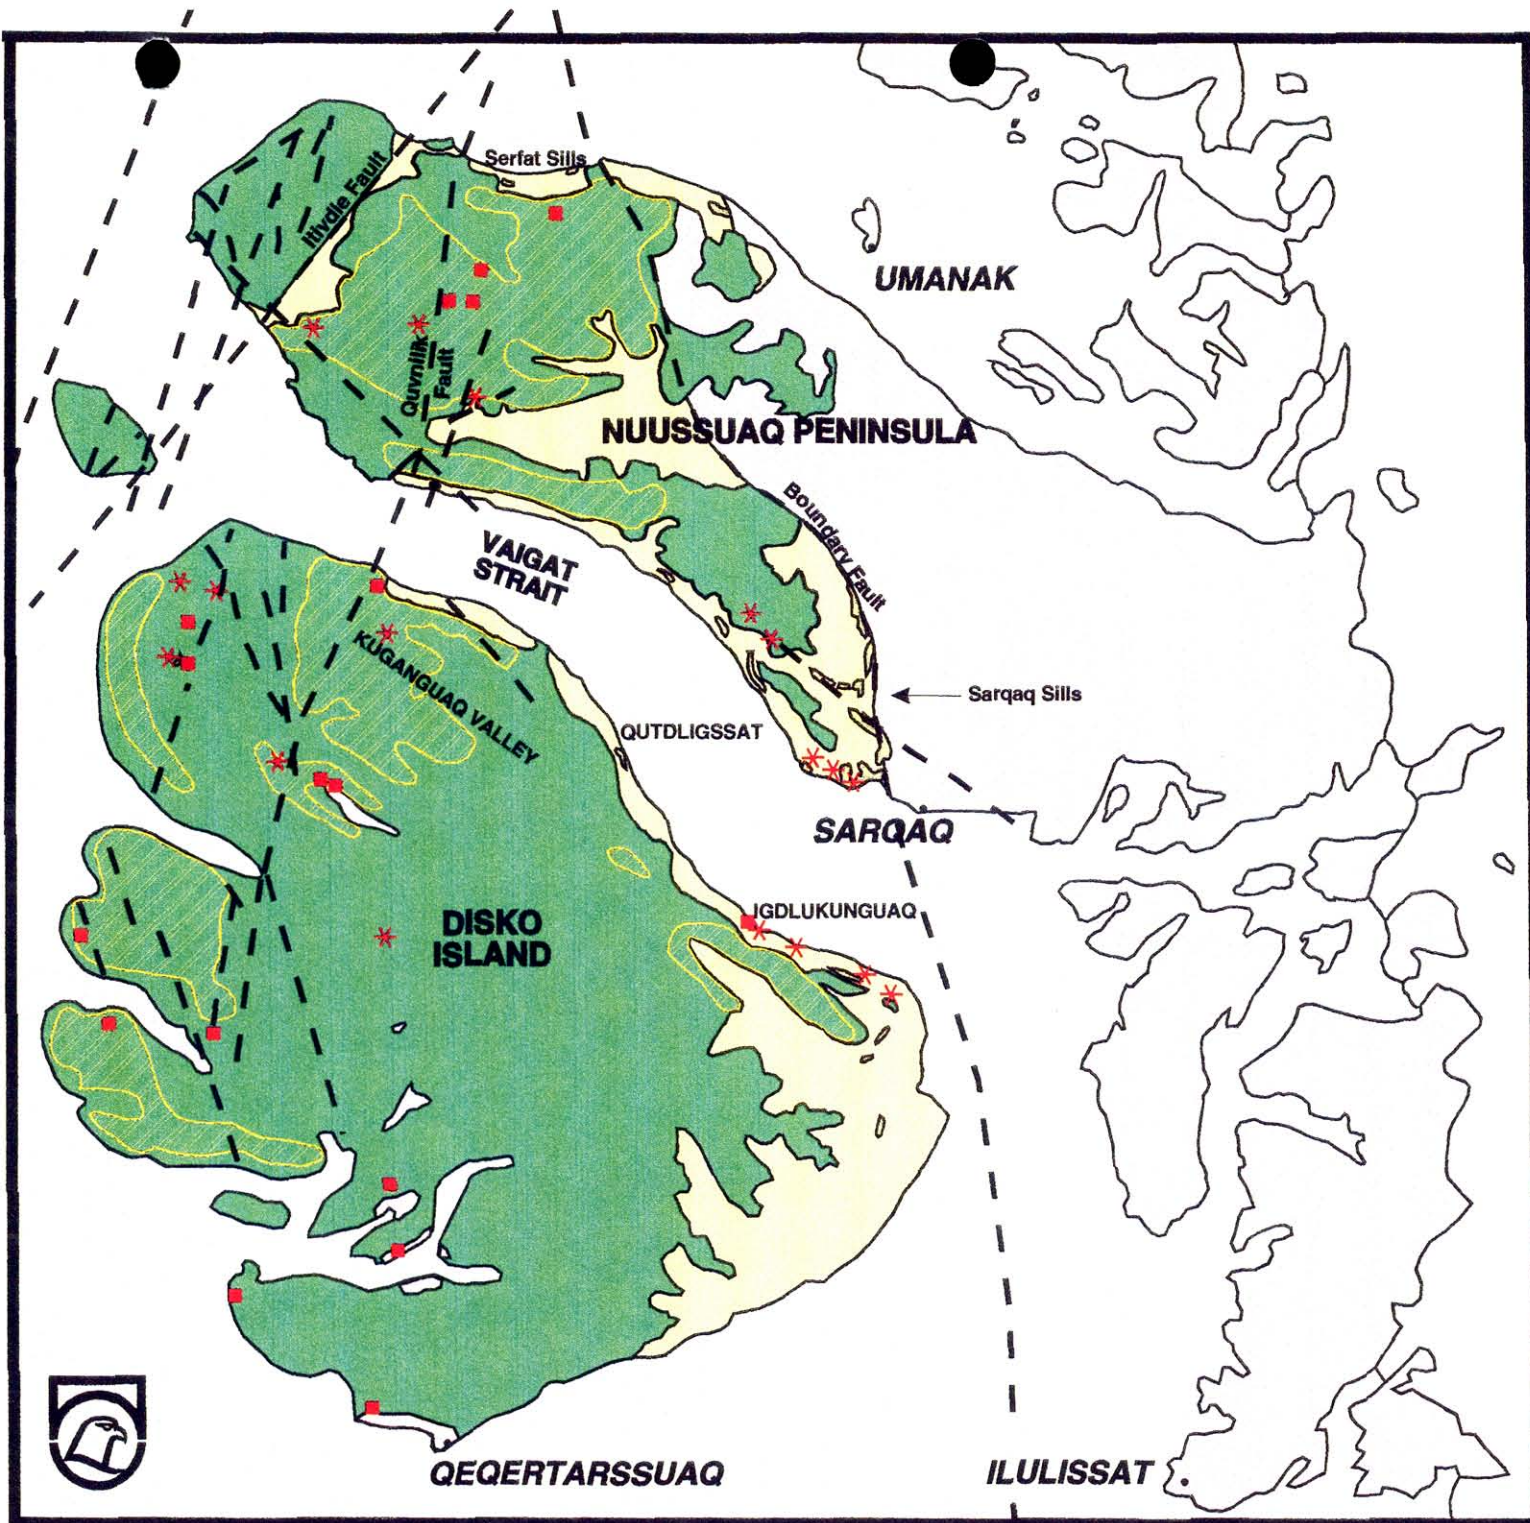 Serfat Sills
Itivdle Fault
UMANAK
Quvnilik
Fault
NUUSSUAQ PENINSULA
Boundary Fault
VAIGAT
STRAIT
KUGANGUAQ VALLEY
Sarqaq Sills
QUTDLIGSSAT
SARQAQ
IGDLUKUNGUAQ
DISKO
ISLAND
QEQERTARSSUAQ
ILULISSAT